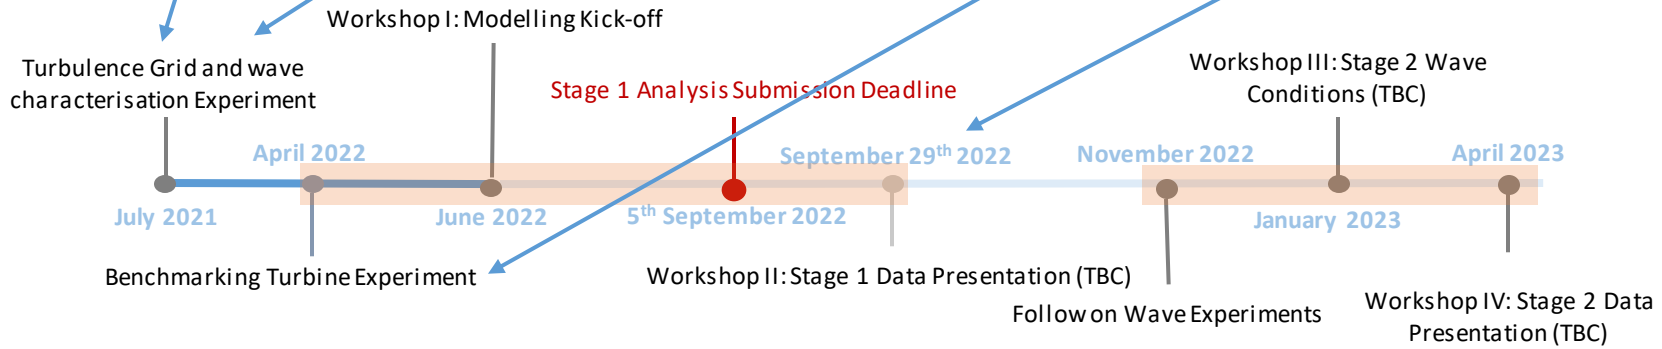 Workshop I: Modelling Kick-off
Turbulence Grid and wave
characterisation Experiment
Stage 1 Analysis Submission Deadline
Workshop III: Stage 2 Wave
Conditions (TBC)
April 2022
September 29th 2022
November 2022
April 2023
July 2021
June 2022
5th September 2022
January 2023
Benchmarking Turbine Experiment
Workshop II: Stage 1 Data Presentation (TBC)
Follow on Wave Experiments
Workshop IV: Stage 2 Data
Presentation (TBC)